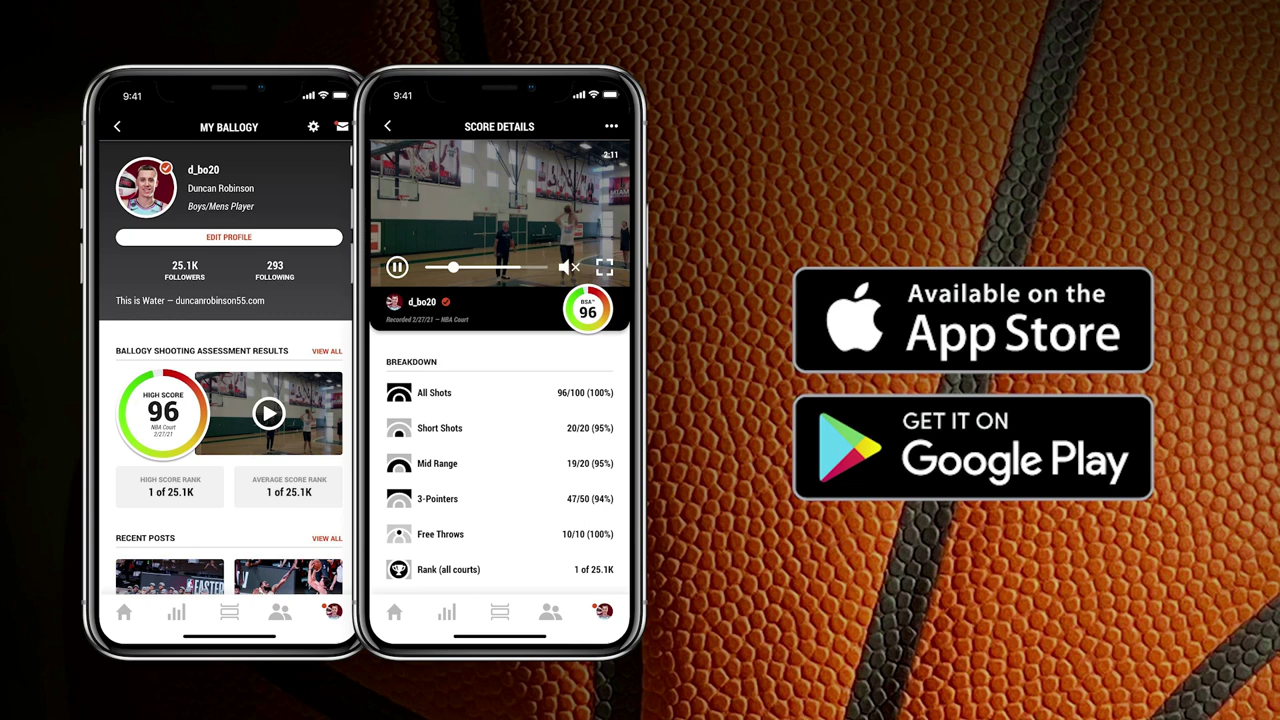 9:41
MY BALLOGY
d_bo20
Duncan Robinson
Boys/Mens Player
EDIT PROFILE
25.1K
FOLLOWERS
293
FOLLOWING
This is Water – duncanrobinson55.com
BALLOGY SHOOTING ASSESSMENT RESULTS
VIEW ALL
HIGH SCORE
96
NBA Court
2/27/21
HIGH SCORE RANK
1 of 25.1K
AVERAGE SCORE RANK
1 of 25.1K
RECENT POSTS
VIEW ALL
9:41
SCORE DETAILS
2:11
d_bo20
Recorded 2/27/21 – NBA Court
BSA™
96
BREAKDOWN
All Shots 96/100 (100%)
Short Shots 20/20 (95%)
Mid Range 19/20 (95%)
3-Pointers 47/50 (94%)
Free Throws 10/10 (100%)
Rank (all courts) 1 of 25.1K
Available on the
App Store
GET IT ON
Google Play